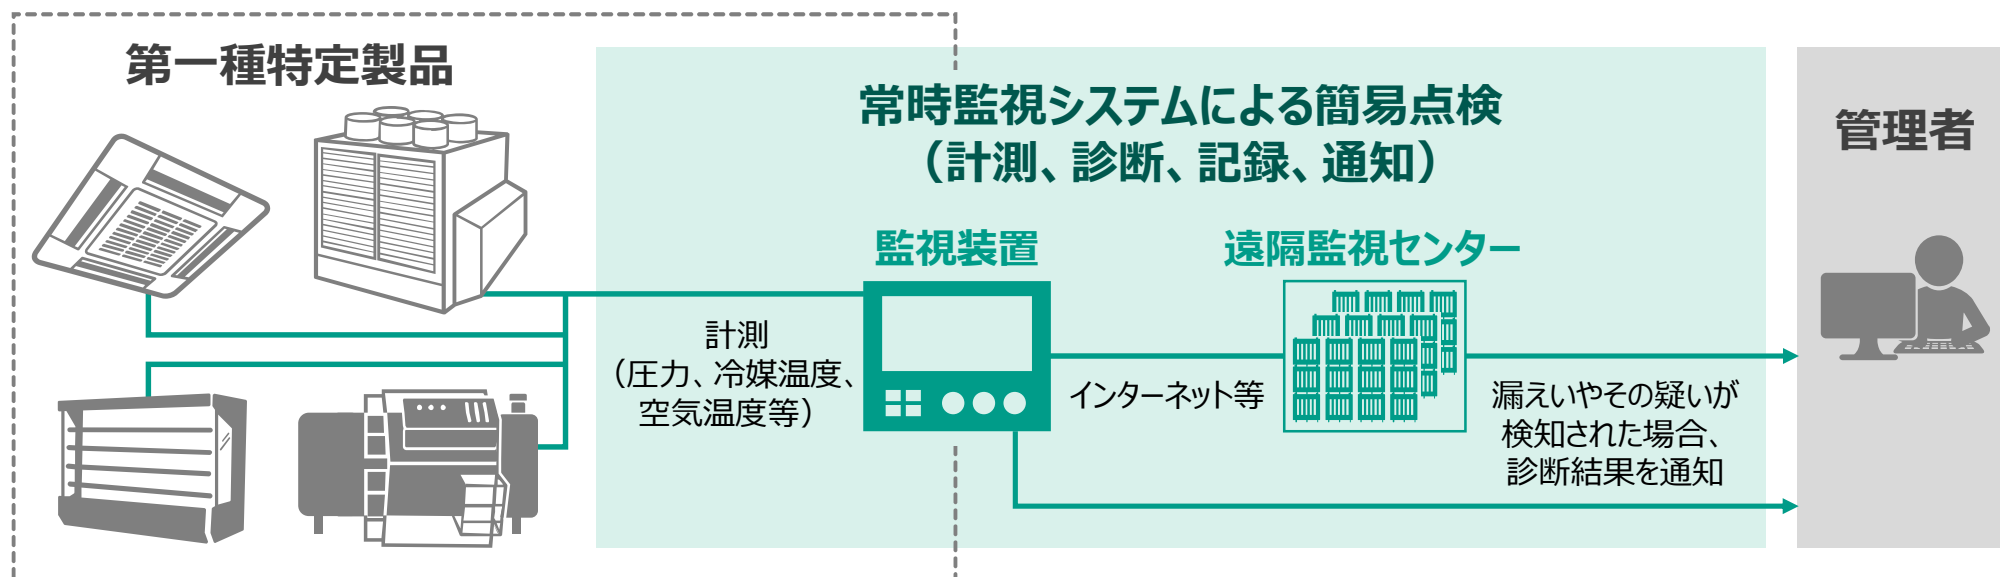 第一種特定製品
常時監視システムによる簡易点検
（計測、診断、記録、通知）
管理者
監視装置
遠隔監視センター
計測
（圧力、冷媒温度、
空気温度等）
インターネット等
漏えいやその疑いが
検知された場合、
診断結果を通知